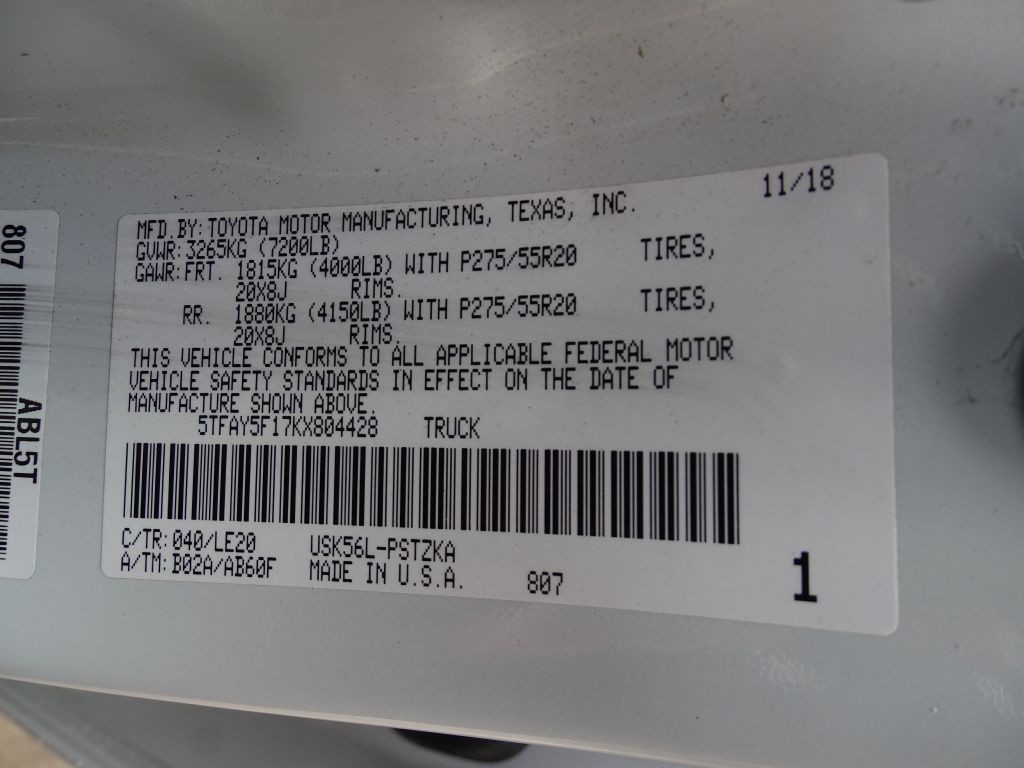 11/18
MFD.BY:TOYOTA MOTOR MANUFACTURING, TEXAS, INC.
GVWR:3265KG (7200LB)
GAWR:FRT. 1815KG (4000LB) WITH P275/55R20 TIRES,
20X8J RIMS.
RR. 1880KG (4150LB) WITH P275/55R20 TIRES,
20X8J RIMS.
THIS VEHICLE CONFORMS TO ALL APPLICABLE FEDERAL MOTOR
VEHICLE SAFETY STANDARDS IN EFFECT ON THE DATE OF
MANUFACTURE SHOWN ABOVE.
5TFAY5F17KX804428 TRUCK
C/TR:040/LE20 USK56L-PSTZKA
A/TM:B02A/AB60F MADE IN U.S.A. 807
1
807
ABL5T